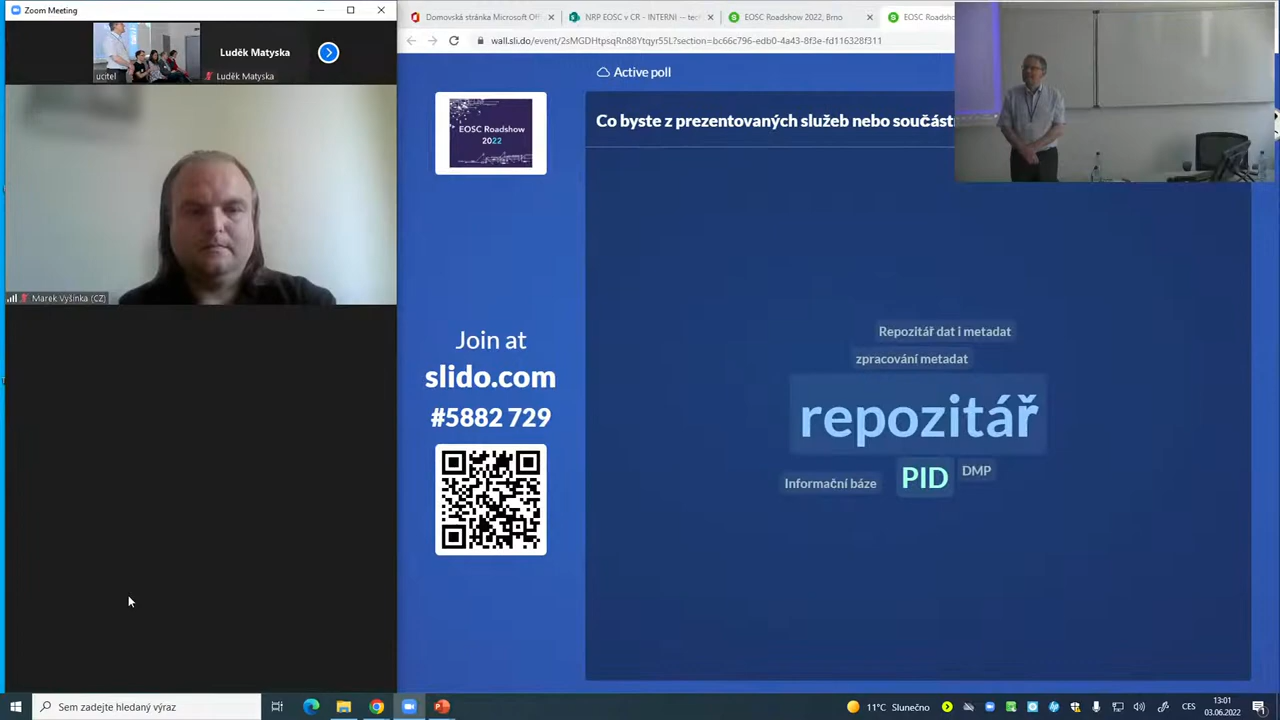 Zoom Meeting
ucitel
Luděk Matyska
Luděk Matyska
Marek Vyšinka (CZ)
Domovská stránka Microsoft Of
NRP EOSC v CR - INTERNI — tec
EOSC Roadshow 2022, Brno
EOSC Roadsho
wall.sli.do/event/2sMGDHtpsqRn88Ytqyr55L?section=bc66c796-edb0-4a43-8f3e-fd116328f311
Active poll
EOSC Roadshow
2022
Co byste z prezentovaných služeb nebo součást
Join at
slido.com
#5882 729
Repozitář dat i metadat
zpracování metadat
repozitář
Informační báze
PID
DMP
Sem zadejte hledaný výraz
11°C Slunečno
CES
13:01
03.06.2022